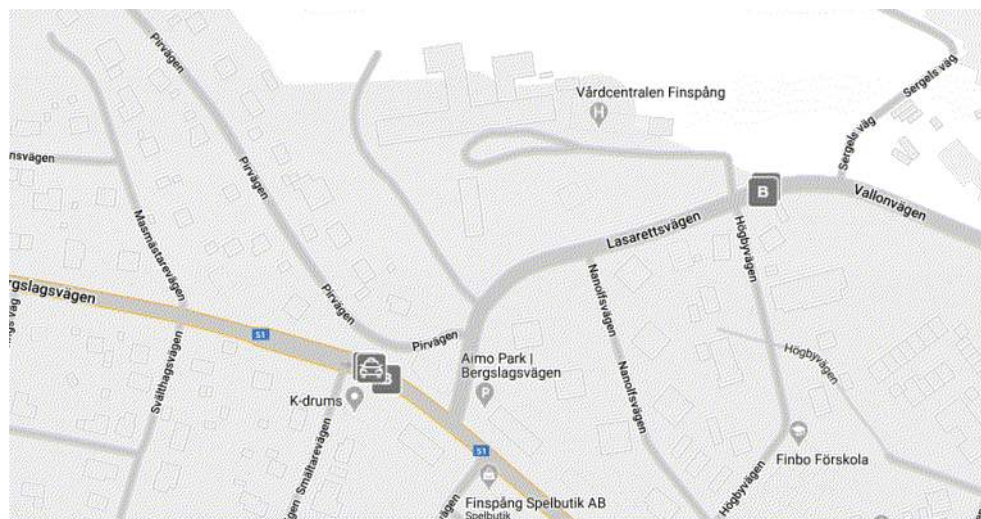 Pirvägen
Vårdcentralen Finspång
H
Sergels väg
Sergels väg
nsvägen
Pirvägen
Masmästarevägen
B
Vallonvägen
Lasarettsvägen
Högbyvägen
Nanolfsvägen
rgslagsvägen
Pirvägen
51
Pirvägen
Svälthagsvägen
Aimo Park |
Bergslagsvägen
P
Högbyvägen
Nanolfsvägen
B
K-drums
Smältarevägen
51
Finbo Förskola
Högbyvägen
Finspång Spelbutik AB
Spelbutik